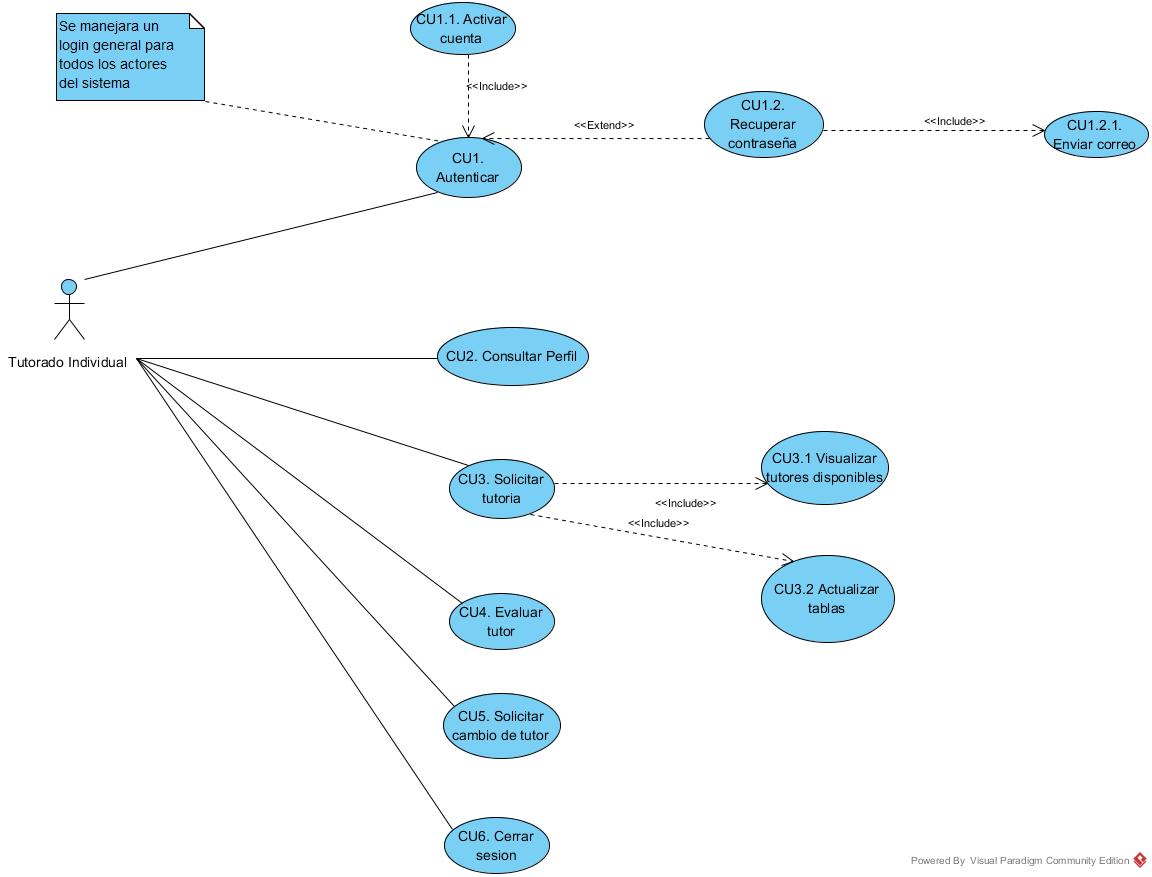 Se manejara un
login general para
todos los actores
del sistema
CU1.1. Activar
cuenta
<<Include>>
CU1.
Autenticar
<<Extend>>
CU1.2.
Recuperar
contraseña
<<Include>>
CU1.2.1.
Enviar correo
Tutorado Individual
CU2. Consultar Perfil
CU3. Solicitar
tutoria
<<Include>>
<<Include>>
CU3.1 Visualizar
tutores disponibles
CU3.2 Actualizar
tablas
CU4. Evaluar
tutor
CU5. Solicitar
cambio de tutor
CU6. Cerrar
sesion
Powered By Visual Paradigm Community Edition